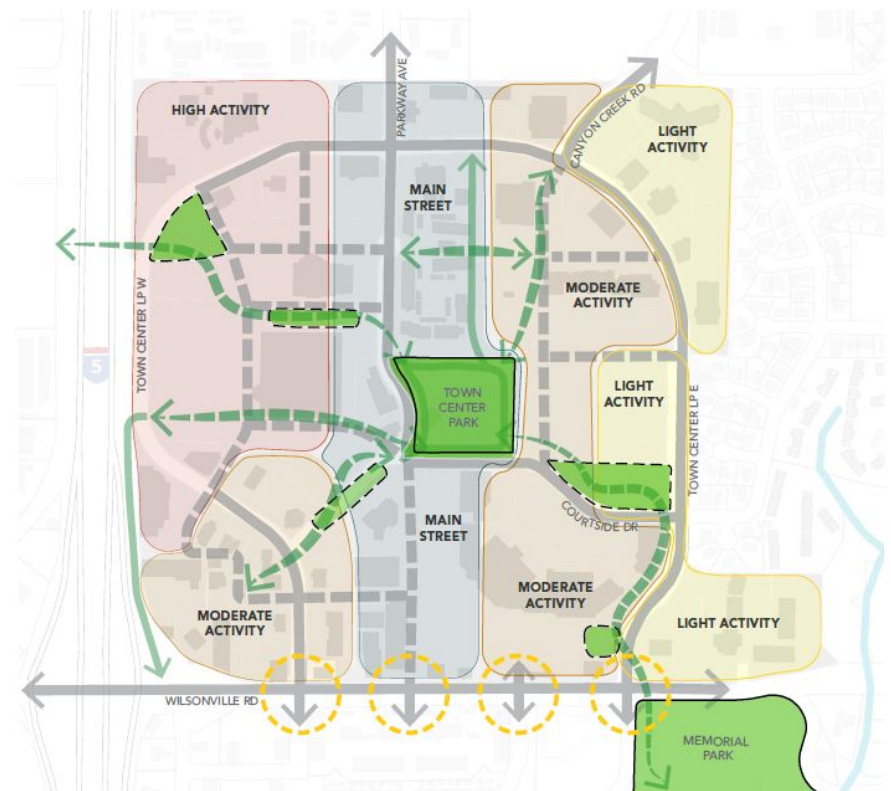 PARKWAY AVE
HIGH ACTIVITY
CANYON CREEK RD
LIGHT
ACTIVITY
MAIN
STREET
TOWN CENTER LP W
MODERATE
ACTIVITY
5
LIGHT
ACTIVITY
TOWN
CENTER
PARK
TOWN CENTER LP E
MAIN
STREET
COURTSIDE DR
MODERATE
ACTIVITY
MODERATE
ACTIVITY
LIGHT ACTIVITY
WILSONVILLE RD
MEMORIAL
PARK